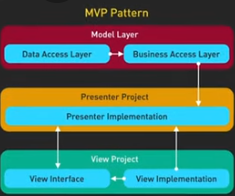 MVP Pattern
Model Layer
Data Access Layer
Business Access Layer
Presenter Project
Presenter Implementation
View Project
View Interface
View Implementation